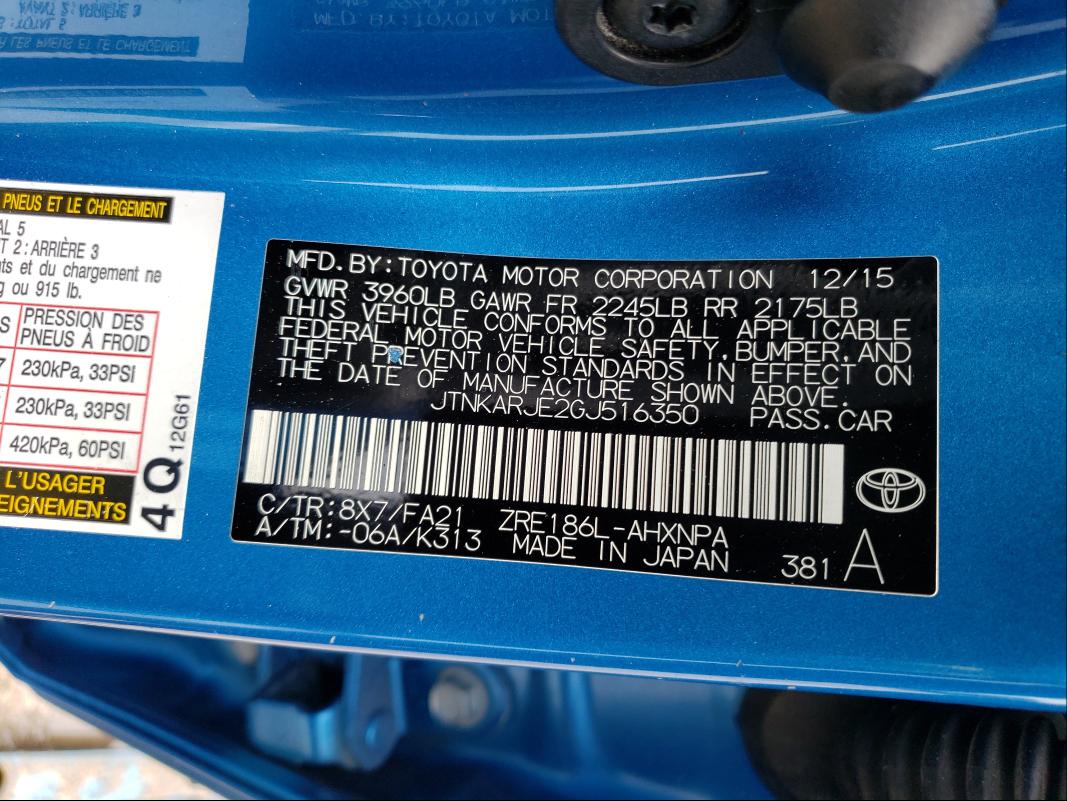 PNEUS ET LE CHARGEMENT
AL 5
T 2 : ARRIÈRE 3
nts et du chargement ne
g ou 915 lb.
S PRESSION DES
PNEUS À FROID
7 230kPa, 33PSI
230kPa, 33PSI
420kPa, 60PSI
L'USAGER
EIGNEMENTS
4Q 12G61
MFD.BY:TOYOTA MOTOR CORPORATION 12/15
GVWR 3960LB GAWR FR 2245LB RR 2175LB
THIS VEHICLE CONFORMS TO ALL APPLICABLE
FEDERAL MOTOR VEHICLE SAFETY,BUMPER,AND
THEFT PREVENTION STANDARDS IN EFFECT ON
THE DATE OF MANUFACTURE SHOWN ABOVE.
JTNKARJE2GJ516350 PASS.CAR
C/TR:8X7/FA21 ZRE186L-AHXNPA
A/TM:-06A/K313 MADE IN JAPAN 381 A